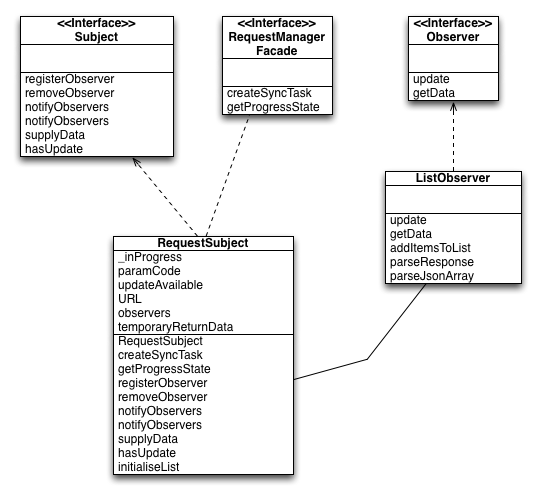 <<Interface>>
Subject
registerObserver
removeObserver
notifyObservers
notifyObservers
supplyData
hasUpdate
<<Interface>>
RequestManager
Facade
createSyncTask
getProgressState
<<Interface>>
Observer
update
getData
ListObserver
update
getData
addItemsToList
parseResponse
parseJsonArray
RequestSubject
_inProgress
paramCode
updateAvailable
URL
observers
temporaryReturnData
RequestSubject
createSyncTask
getProgressState
registerObserver
removeObserver
notifyObservers
notifyObservers
supplyData
hasUpdate
initialiseList